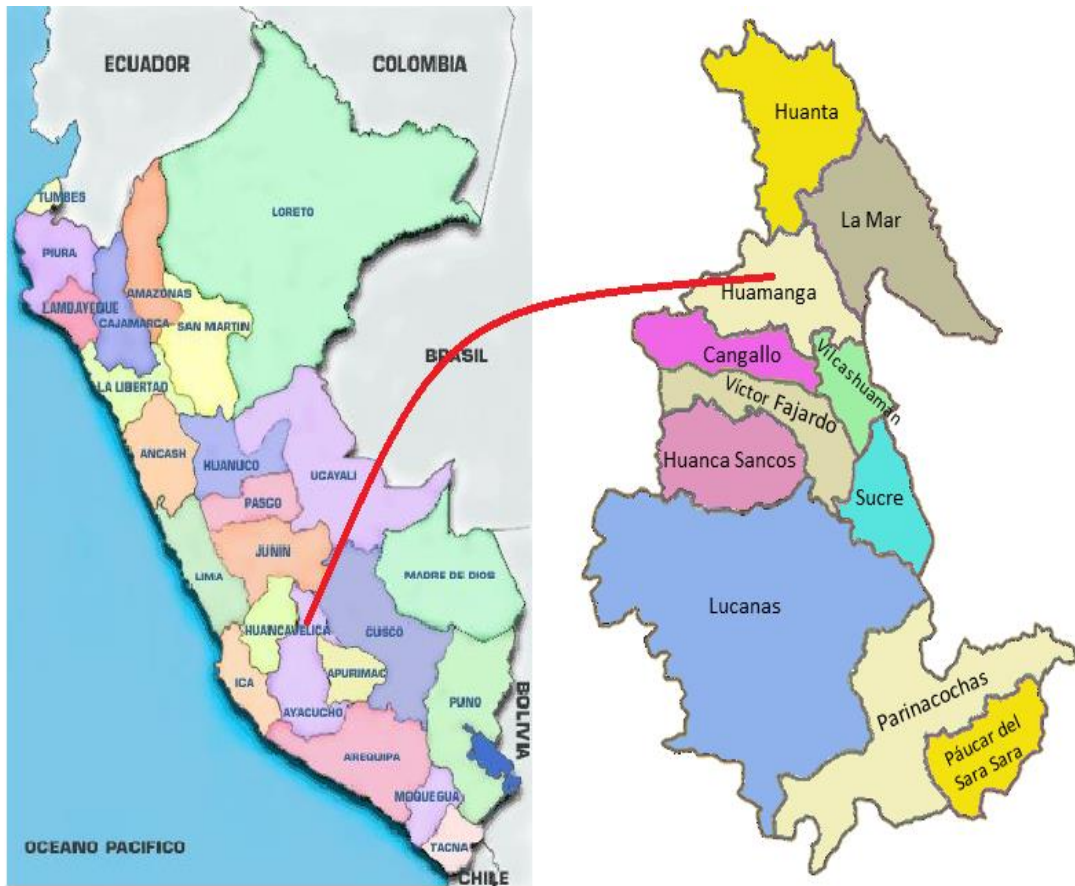 ECUADOR
COLOMBIA
TUMBES
LORETO
PIURA
AMAZONAS
LAMBAYEQUE
CAJAMARCA
SAN MARTIN
BRASIL
LA LIBERTAD
ANCASH
HUANUCO
UCAYALI
PASCO
JUNIN
LIMA
MADRE DE DIOS
HUANCAVELICA
CUSCO
APURIMAC
ICA
AYACUCHO
PUNO
BOLIVIA
AREQUIPA
MOQUEGUA
OCEANO PACIFICO
TACNA
CHILE
Huanta
La Mar
Huamanga
Cangallo
Vilcashuamán
Víctor Fajardo
Huanca Sancos
Sucre
Lucanas
Parinacochas
Páucar del
Sara Sara